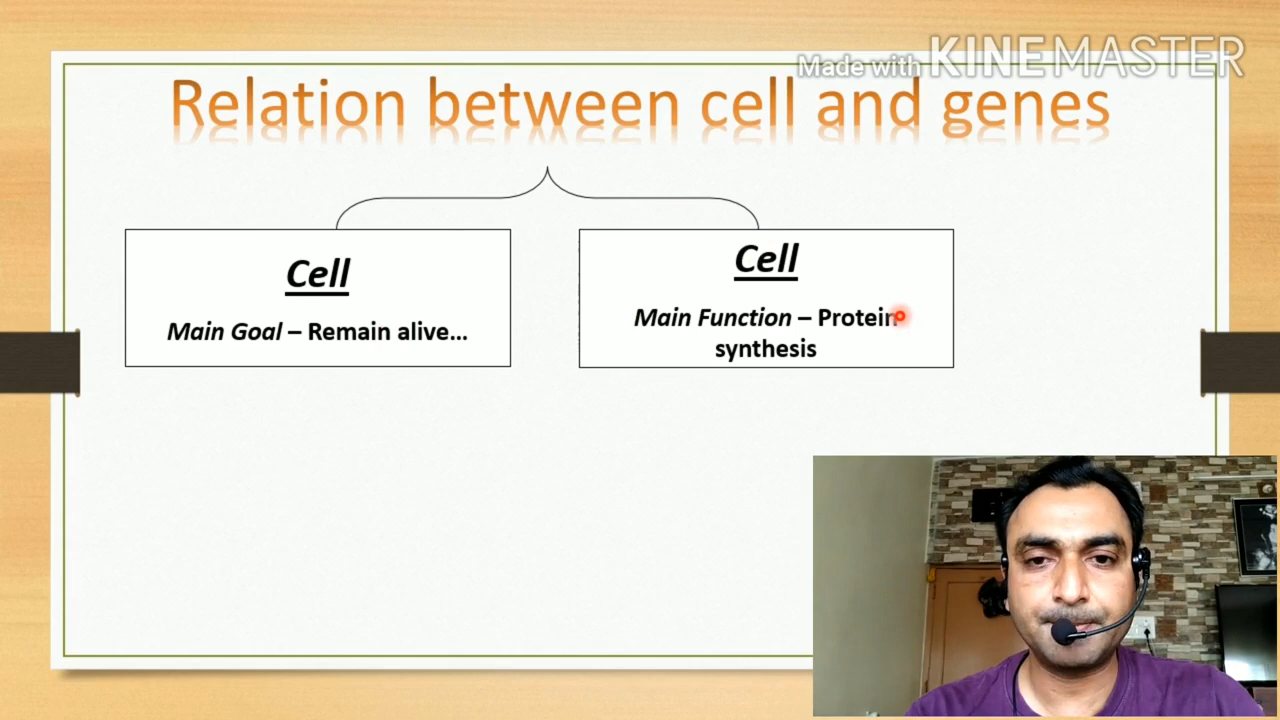 Made with KINEMASTER
Relation between cell and genes
Cell
Main Goal – Remain alive...
Cell
Main Function – Protein
synthesis